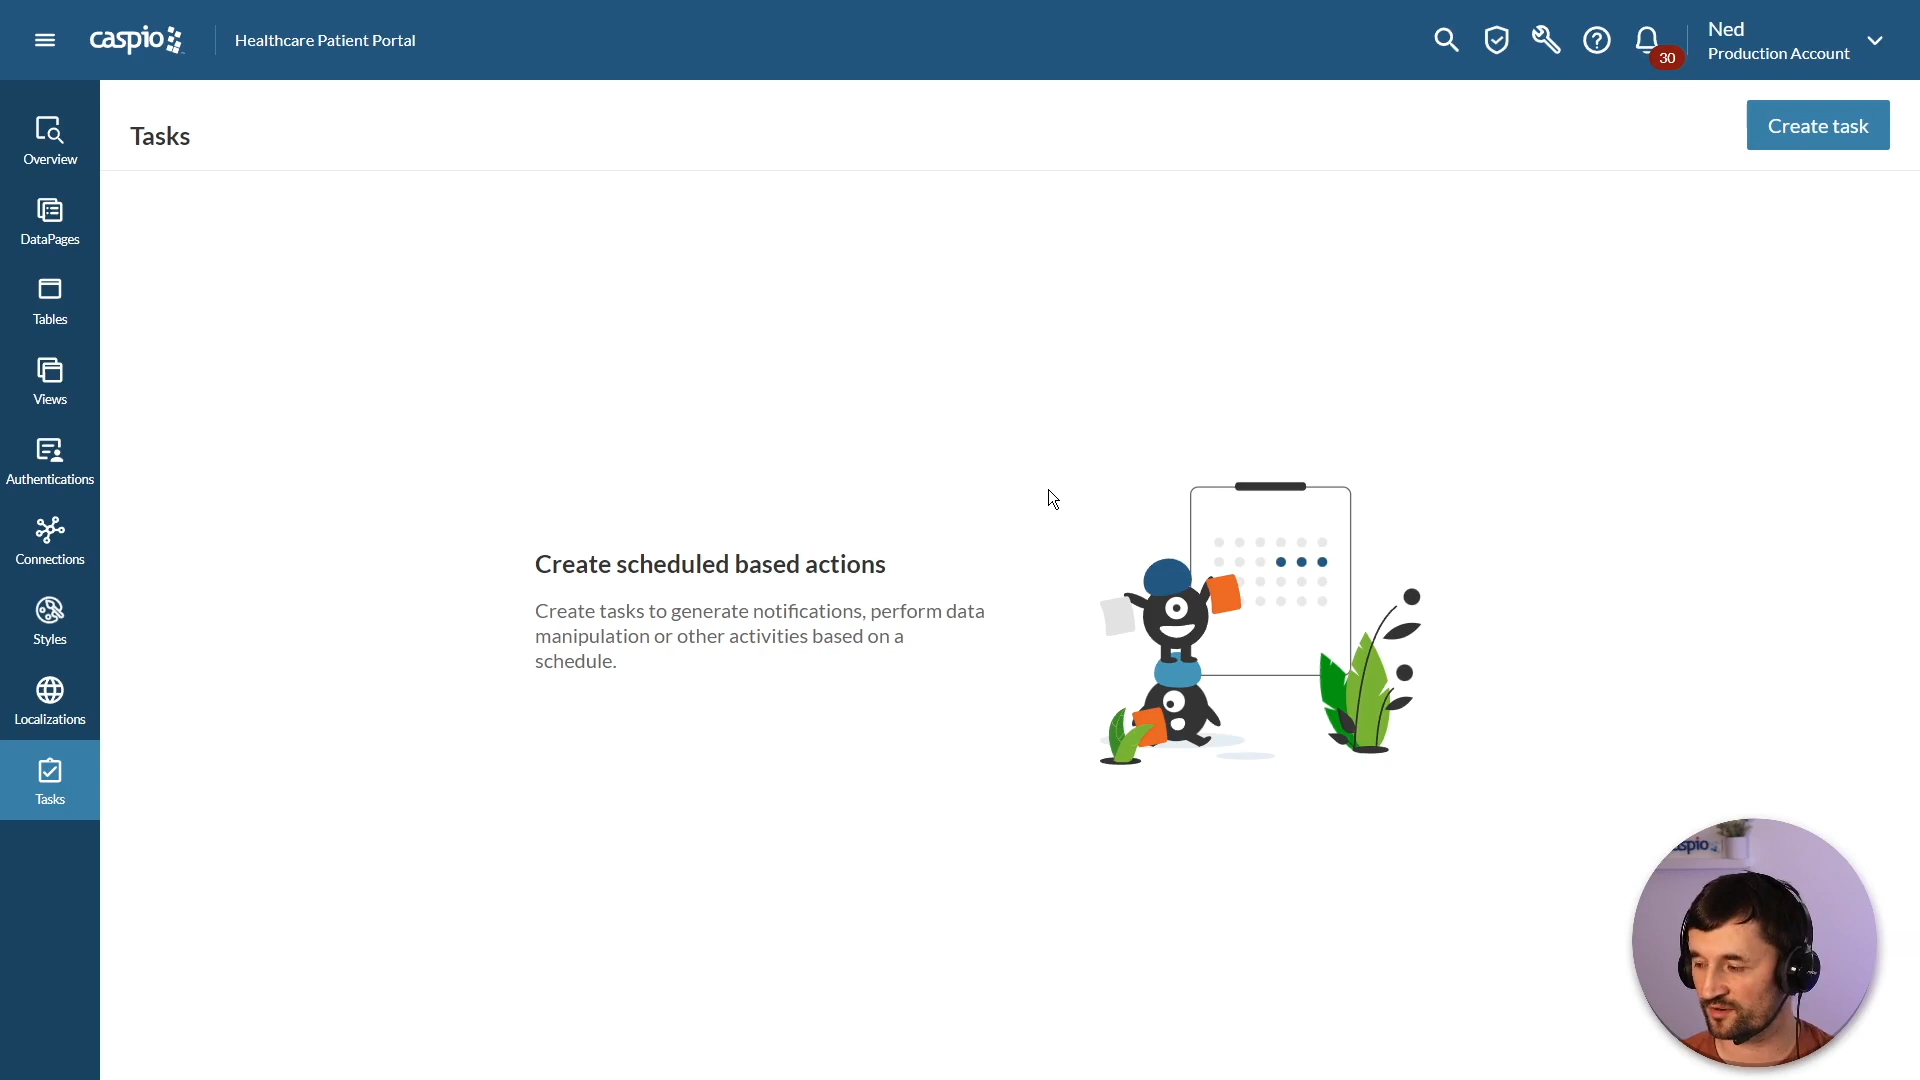 caspio
Healthcare Patient Portal
30
Ned
Production Account
Overview
DataPages
Tables
Views
Authentications
Connections
Styles
Localizations
Tasks
Tasks
Create task
Create scheduled based actions
Create tasks to generate notifications, perform data
manipulation or other activities based on a
schedule.
spio